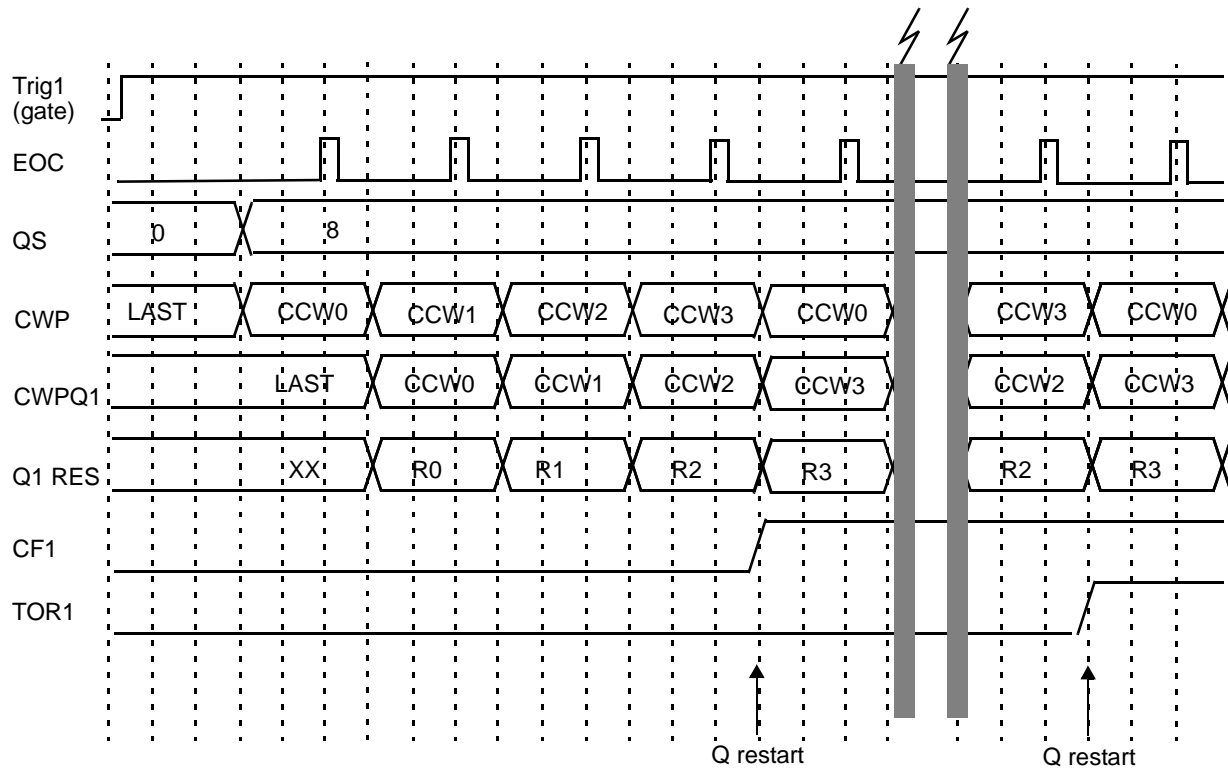 Trig1
(gate)
EOC
QS 0 8
CWP LAST CCW0 CCW1 CCW2 CCW3 CCW0 CCW3 CCW0
CWPQ1 LAST CCW0 CCW1 CCW2 CCW3 CCW2 CCW3
Q1 RES XX R0 R1 R2 R3 R2 R3
CF1
TOR1
Q restart Q restart